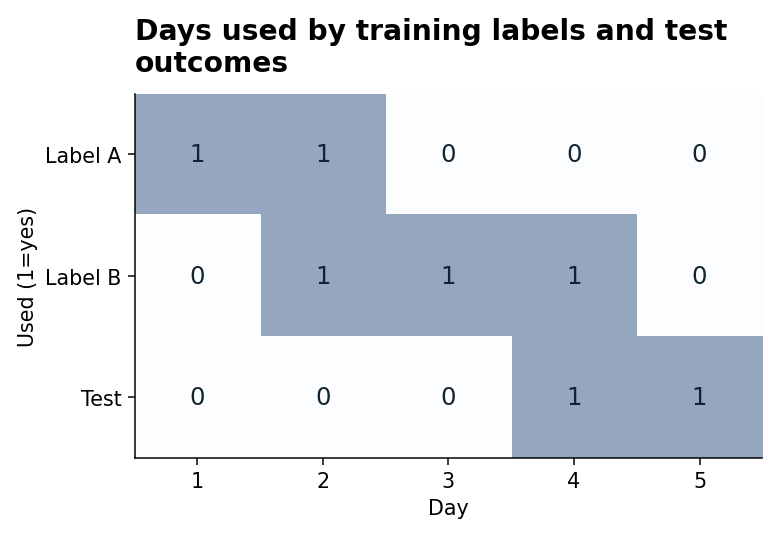 Days used by training labels and test
outcomes
Used (1=yes)
Label A 1 1 0 0 0
Label B 0 1 1 1 0
Test 0 0 0 1 1
1 2 3 4 5
Day